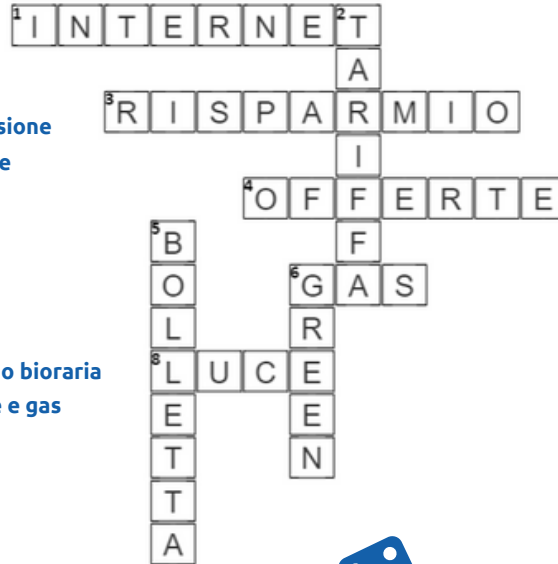 1 I N T E R N E 2 T
A
3 R I S P A R M I O
sione
I
e
4 O F F E R T E
5 B F
O 6 G A S
L R
o bioraria 8 L U C E
e e gas E E
T N
T
A